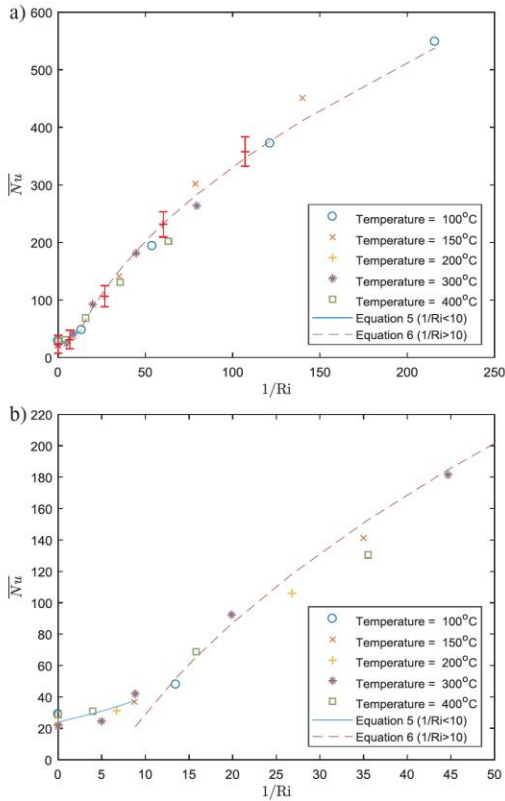 a)
600
500
400
300
200
100
0
N̅u̅
0 50 100 150 200 250
1/Ri
Temperature = 100°C
Temperature = 150°C
Temperature = 200°C
Temperature = 300°C
Temperature = 400°C
Equation 5 (1/Ri<10)
Equation 6 (1/Ri>10)
b)
220
200
180
160
140
120
100
80
60
40
20
0
N̅u̅
0 5 10 15 20 25 30 35 40 45 50
1/Ri
Temperature = 100°C
Temperature = 150°C
Temperature = 200°C
Temperature = 300°C
Temperature = 400°C
Equation 5 (1/Ri<10)
Equation 6 (1/Ri>10)